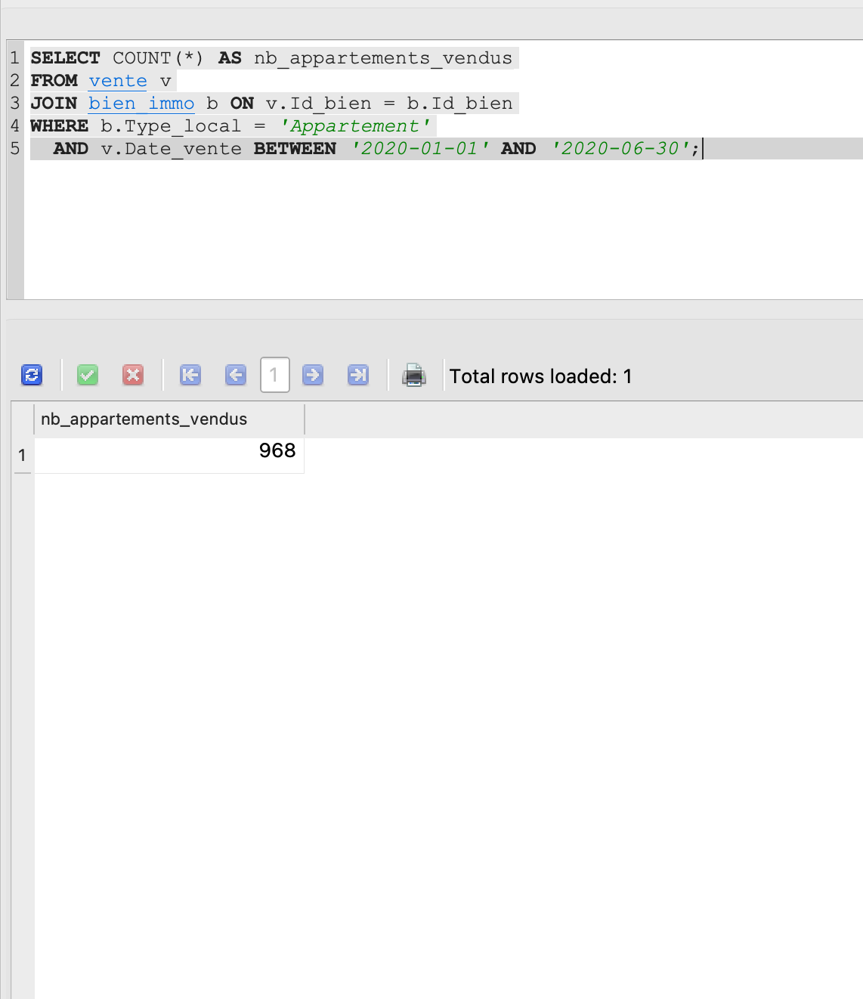 1 SELECT COUNT(*) AS nb_appartements_vendus
2 FROM vente v
3 JOIN bien_immo b ON v.Id_bien = b.Id_bien
4 WHERE b.Type_local = 'Appartement'
5   AND v.Date_vente BETWEEN '2020-01-01' AND '2020-06-30';
1 Total rows loaded: 1
nb_appartements_vendus
1 968